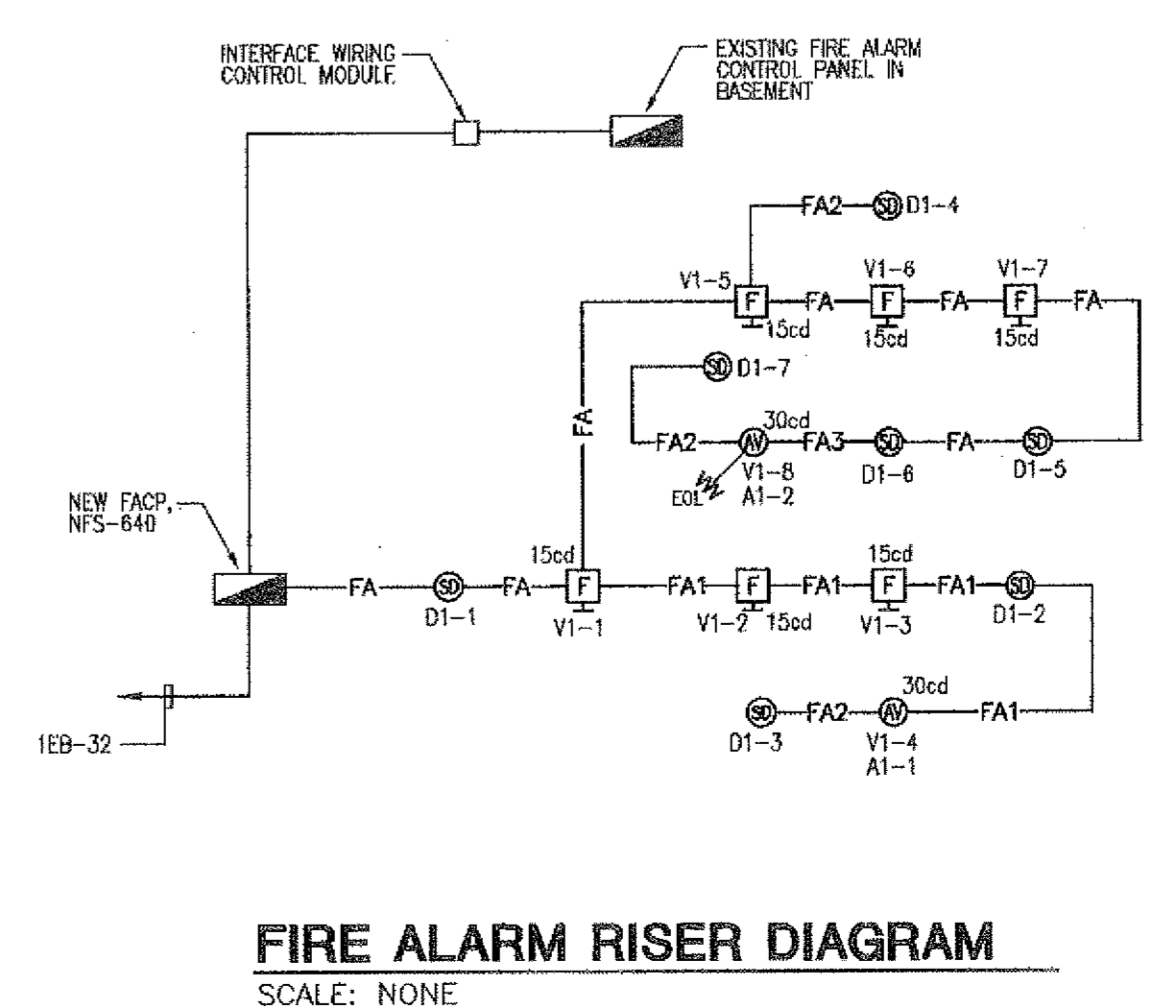 INTERFACE WIRING
CONTROL MODULE
EXISTING FIRE ALARM
CONTROL PANEL IN
BASEMENT
FA2 SD D1-4
V1-5 V1-6 V1-7
F FA F FA F FA
15cd 15cd 15cd
SD D1-7
FA
30cd
FA2 AV FA3 SD FA SD
EOL V1-8 D1-6 D1-5
A1-2
NEW FACP,
NFS-640
15cd 15cd
FA SD FA F FA1 F FA1 F FA1 SD
D1-1 V1-1 V1-2 15cd V1-3 D1-2
30cd
SD FA2 AV FA1
D1-3 V1-4
A1-1
1EB-32
FIRE ALARM RISER DIAGRAM
SCALE: NONE